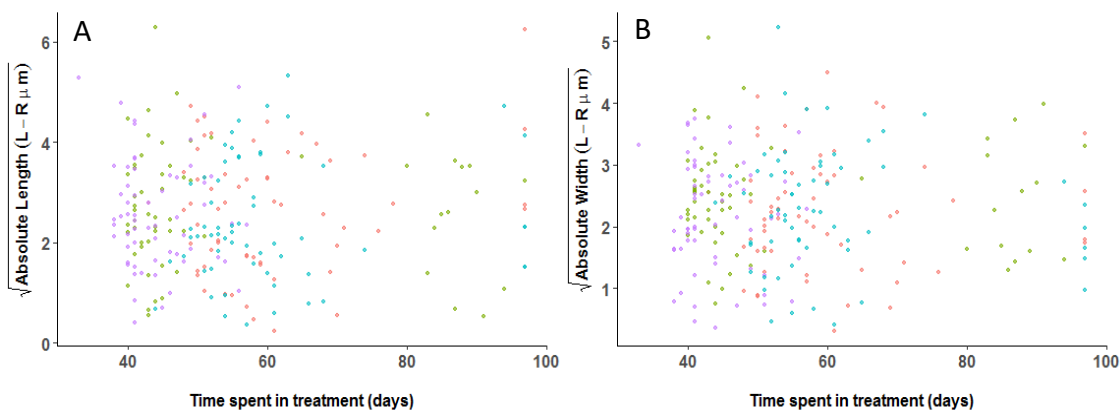 A
6
4
2
0
40
60
80
100
√Absolute Length (L − R μ m)
Time spent in treatment (days)
B
5
4
3
2
1
40
60
80
100
√Absolute Width (L − R μ m)
Time spent in treatment (days)